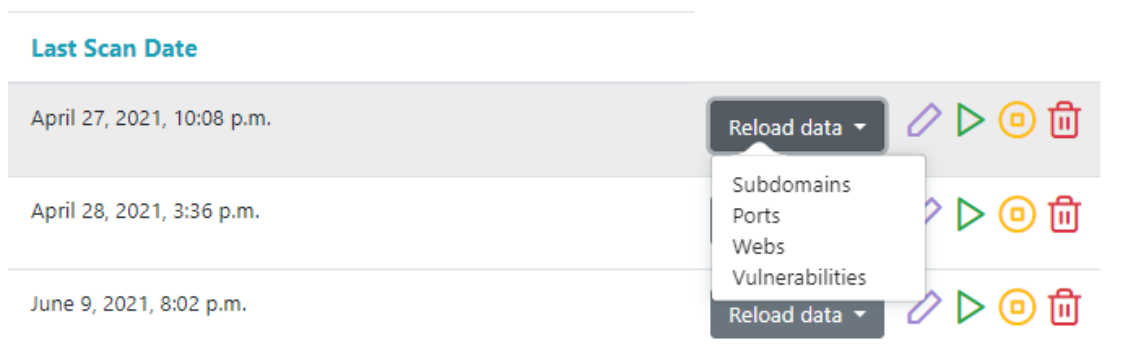 Last Scan Date
April 27, 2021, 10:08 p.m.
Reload data
Subdomains
Ports
Webs
Vulnerabilities
April 28, 2021, 3:36 p.m.
June 9, 2021, 8:02 p.m.
Reload data